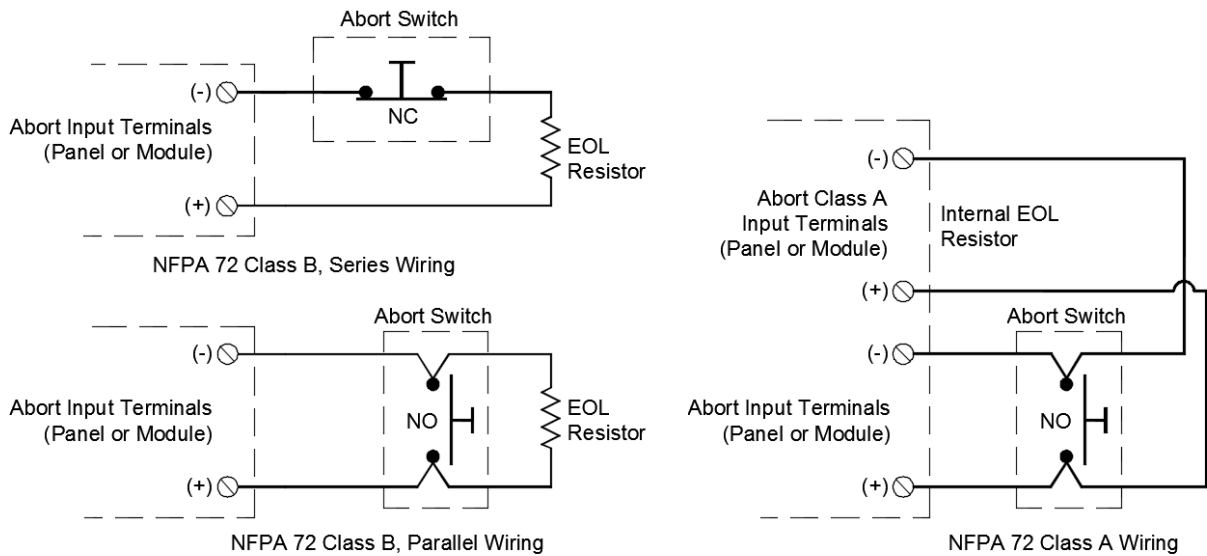 Abort Switch
(-)
NC
Abort Input Terminals
(Panel or Module)
EOL
Resistor
(+)
NFPA 72 Class B, Series Wiring
Abort Switch
(-)
Abort Input Terminals
(Panel or Module)
NO
EOL
Resistor
(+)
NFPA 72 Class B, Parallel Wiring
(-)
Abort Class A
Input Terminals
(Panel or Module)
Internal EOL
Resistor
(+)
Abort Switch
(-)
Abort Input Terminals
(Panel or Module)
NO
(+)
NFPA 72 Class A Wiring